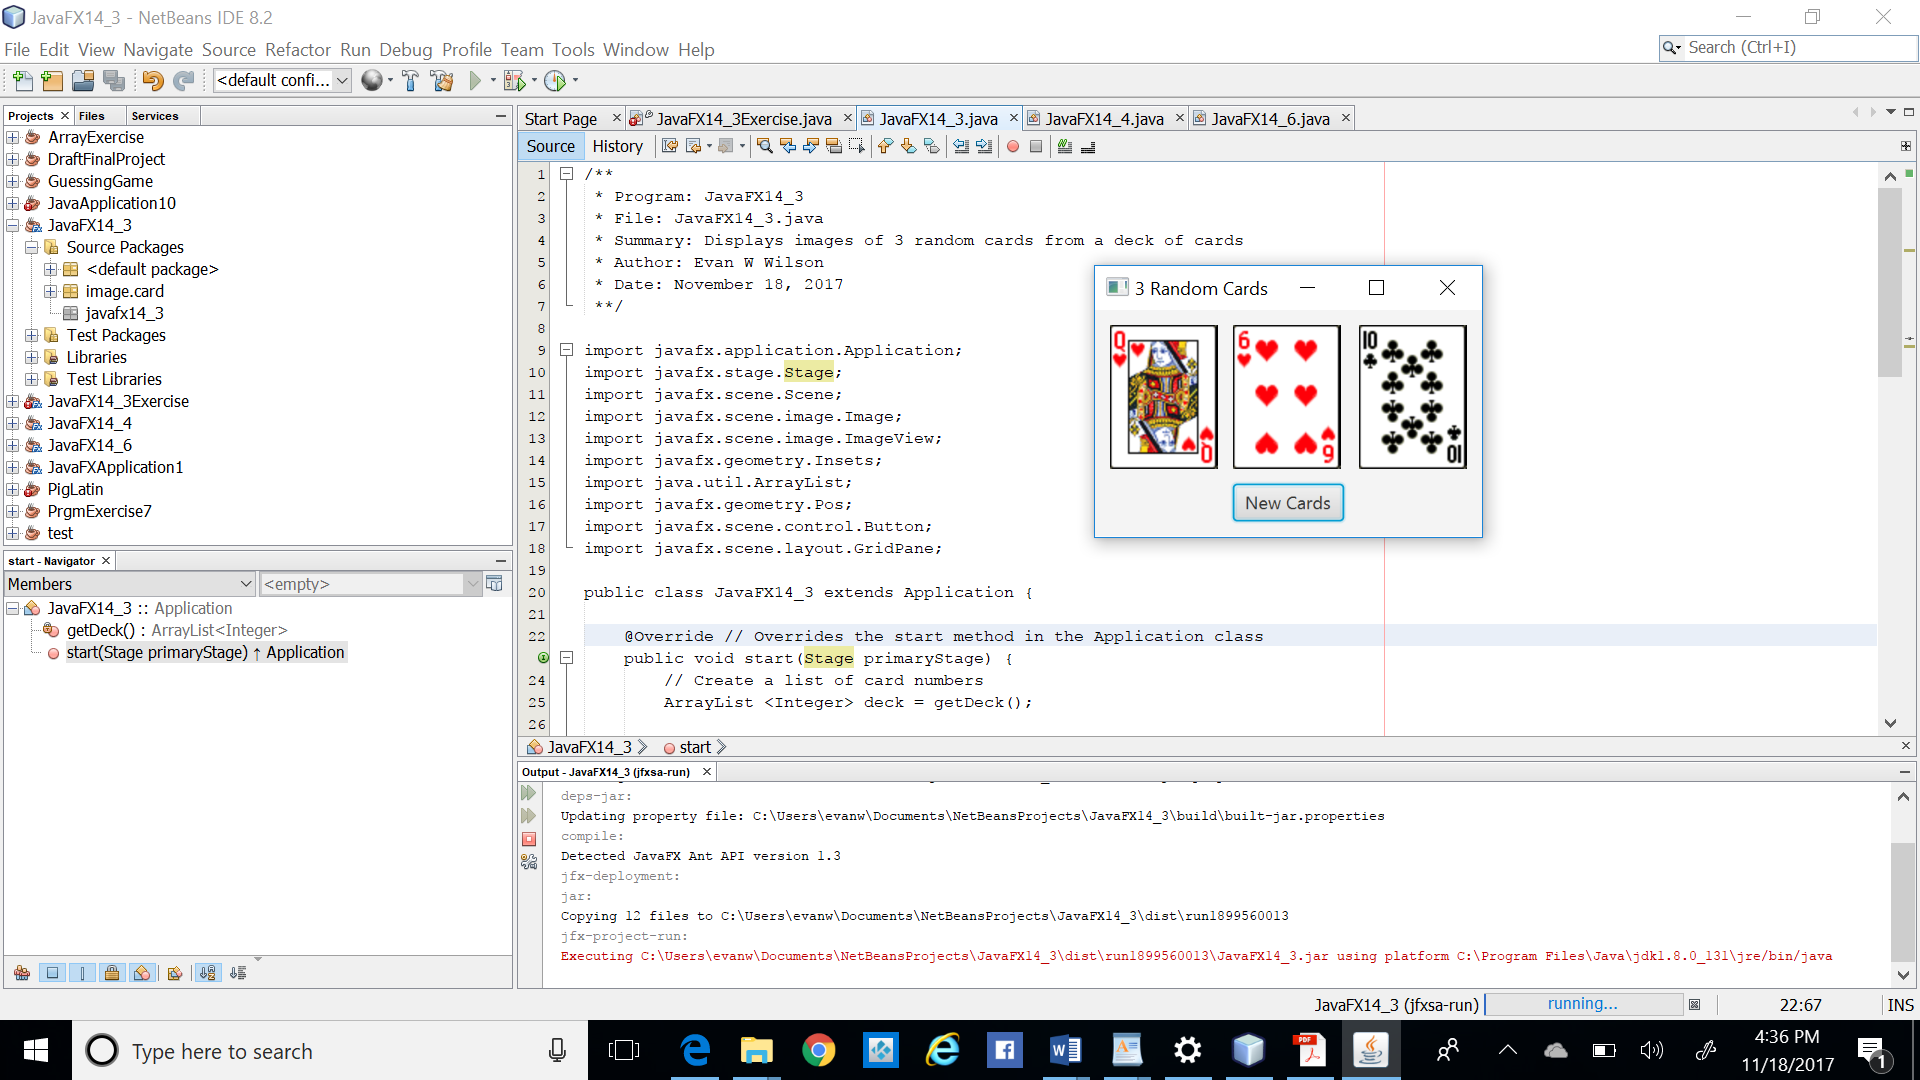 JavaFX14_3 - NetBeans IDE 8.2
File Edit View Navigate Source Refactor Run Debug Profile Team Tools Window Help
Search (Ctrl+I)
<default confi...
Projects Files Services
ArrayExercise
DraftFinalProject
GuessingGame
JavaApplication10
JavaFX14_3
Source Packages
<default package>
image.card
javafx14_3
Test Packages
Libraries
Test Libraries
JavaFX14_3Exercise
JavaFX14_4
JavaFX14_6
JavaFXApplication1
PigLatin
PrgmExercise7
test
start - Navigator
Members <empty>
JavaFX14_3 :: Application
getDeck() : ArrayList<Integer>
start(Stage primaryStage) ↑ Application
Start Page JavaFX14_3Exercise.java JavaFX14_3.java JavaFX14_4.java JavaFX14_6.java
Source History
1 /**
2 * Program: JavaFX14_3
3 * File: JavaFX14_3.java
4 * Summary: Displays images of 3 random cards from a deck of cards
5 * Author: Evan W Wilson
6 * Date: November 18, 2017
7 **/
8
9 import javafx.application.Application;
10 import javafx.stage.Stage;
11 import javafx.scene.Scene;
12 import javafx.scene.image.Image;
13 import javafx.scene.image.ImageView;
14 import javafx.geometry.Insets;
15 import java.util.ArrayList;
16 import javafx.geometry.Pos;
17 import javafx.scene.control.Button;
18 import javafx.scene.layout.GridPane;
19
20 public class JavaFX14_3 extends Application {
21
22 @Override // Overrides the start method in the Application class
public void start(Stage primaryStage) {
24 // Create a list of card numbers
25 ArrayList <Integer> deck = getDeck();
26
3 Random Cards
Q 6 10
Q 6 10
New Cards
JavaFX14_3 start
Output - JavaFX14_3 (jfxsa-run)
deps-jar:
Updating property file: C:\Users\evanw\Documents\NetBeansProjects\JavaFX14_3\build\built-jar.properties
compile:
Detected JavaFX Ant API version 1.3
jfx-deployment:
jar:
Copying 12 files to C:\Users\evanw\Documents\NetBeansProjects\JavaFX14_3\dist\run1899560013
jfx-project-run:
Executing C:\Users\evanw\Documents\NetBeansProjects\JavaFX14_3\dist\run1899560013\JavaFX14_3.jar using platform C:\Program Files\Java\jdk1.8.0_131\jre/bin/java
JavaFX14_3 (jfxsa-run) running... 22:67 INS
Type here to search
4:36 PM
11/18/2017
1